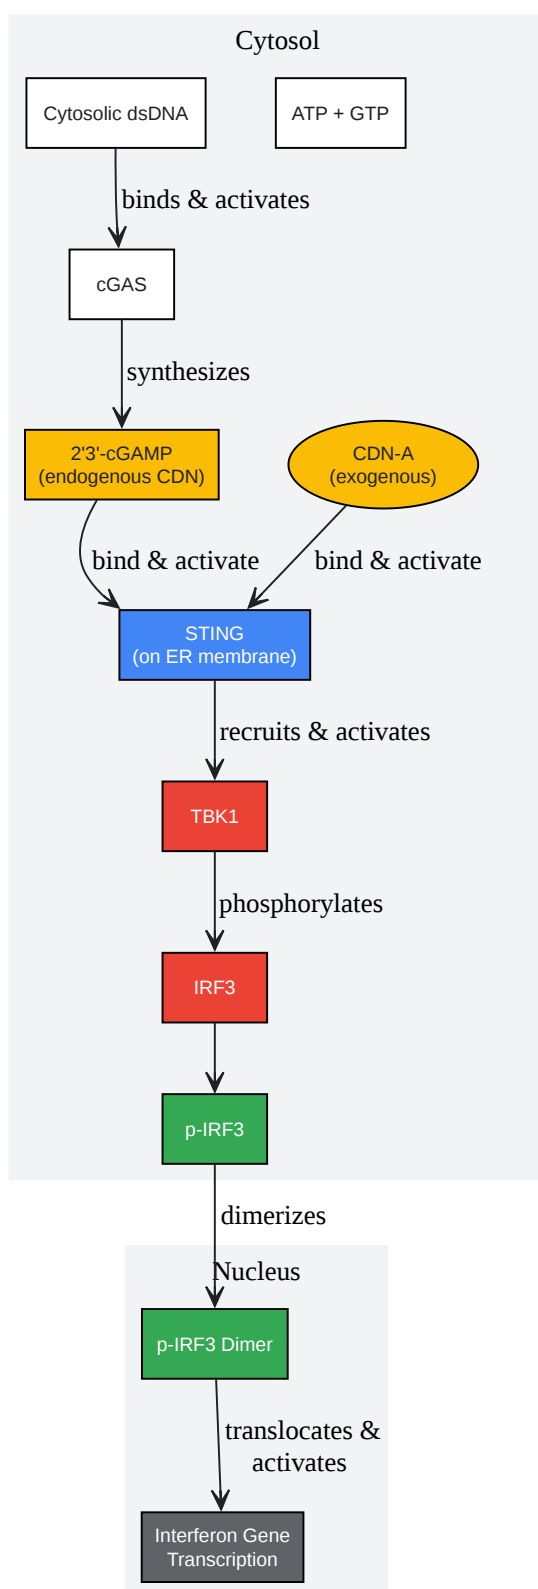 Cytosol
Cytosolic dsDNA
ATP + GTP
binds & activates
cGAS
synthesizes
2'3'-cGAMP
(endogenous CDN)
CDN-A
(exogenous)
bind & activate
bind & activate
STING
(on ER membrane)
recruits & activates
TBK1
phosphorylates
IRF3
p-IRF3
dimerizes
Nucleus
p-IRF3 Dimer
translocates &
activates
Interferon Gene
Transcription